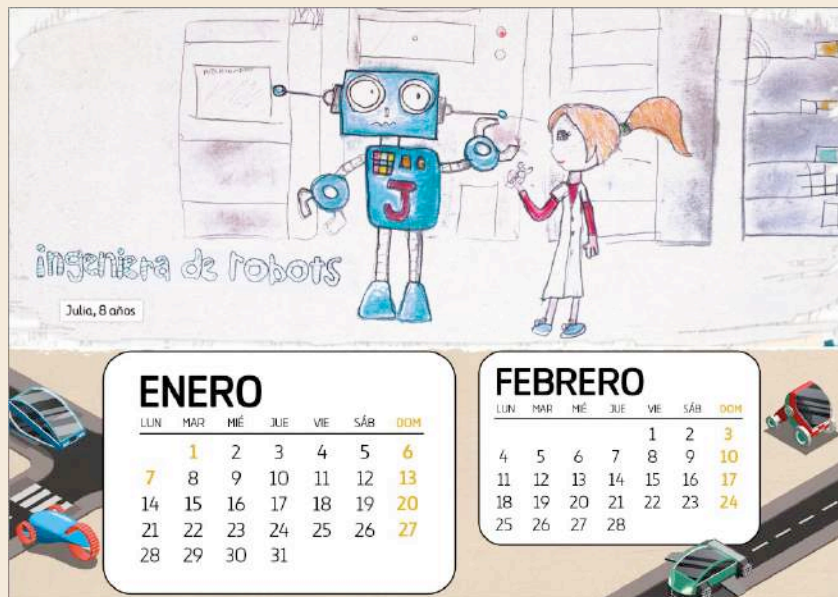 ingeniera de robots
J
Julia, 8 años
ENERO
LUN MAR MIÉ JUE VIE SÁB DOM
1 2 3 4 5 6
7 8 9 10 11 12 13
14 15 16 17 18 19 20
21 22 23 24 25 26 27
28 29 30 31
FEBRERO
LUN MAR MIÉ JUE VIE SÁB DOM
1 2 3
4 5 6 7 8 9 10
11 12 13 14 15 16 17
18 19 20 21 22 23 24
25 26 27 28